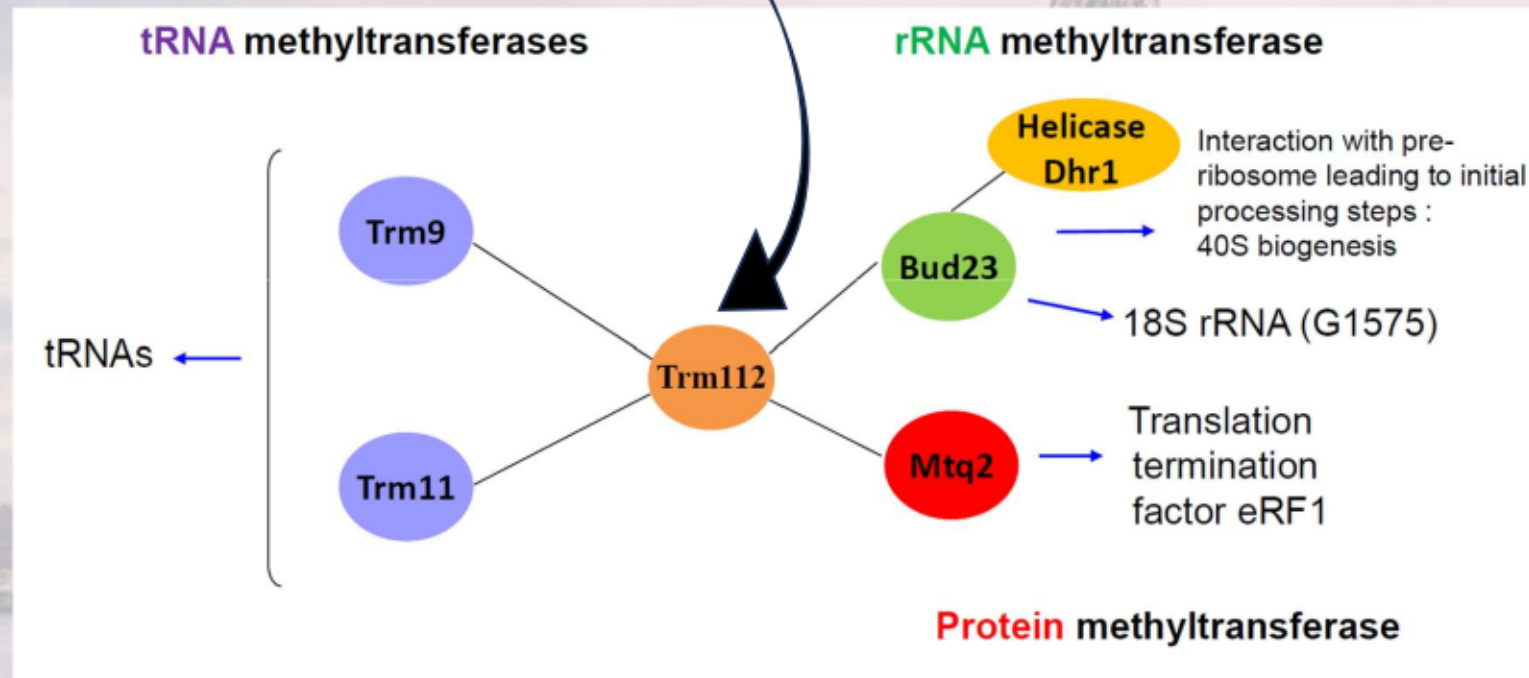 tRNA methyltransferases
rRNA methyltransferase
Helicase
Dhr1
Interaction with pre-
ribosome leading to initial
processing steps :
40S biogenesis
Trm9
Bud23
18S rRNA (G1575)
tRNAs
Trm112
Trm11
Mtq2
Translation
termination
factor eRF1
Protein methyltransferase